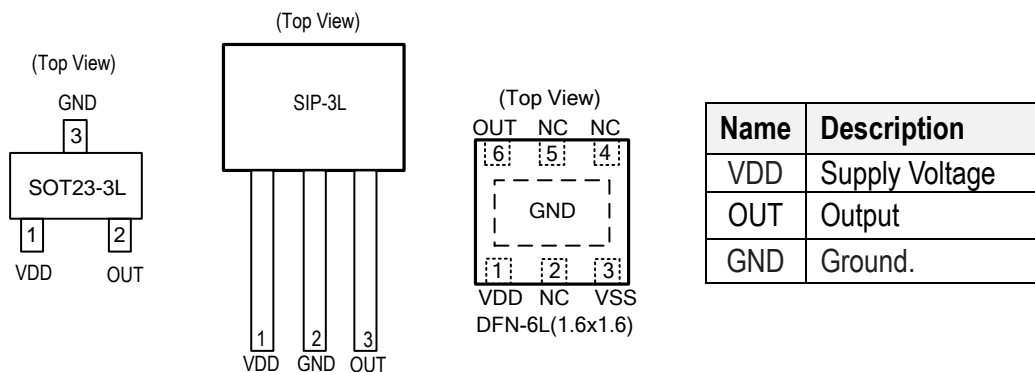 (Top View)
GND
3
SOT23-3L
1
2
VDD
OUT
(Top View)
SIP-3L
1
2
3
VDD GND OUT
(Top View)
OUT NC NC
6 5 4
GND
1 2 3
VDD NC VSS
DFN-6L(1.6x1.6)
Name Description
VDD Supply Voltage
OUT Output
GND Ground.